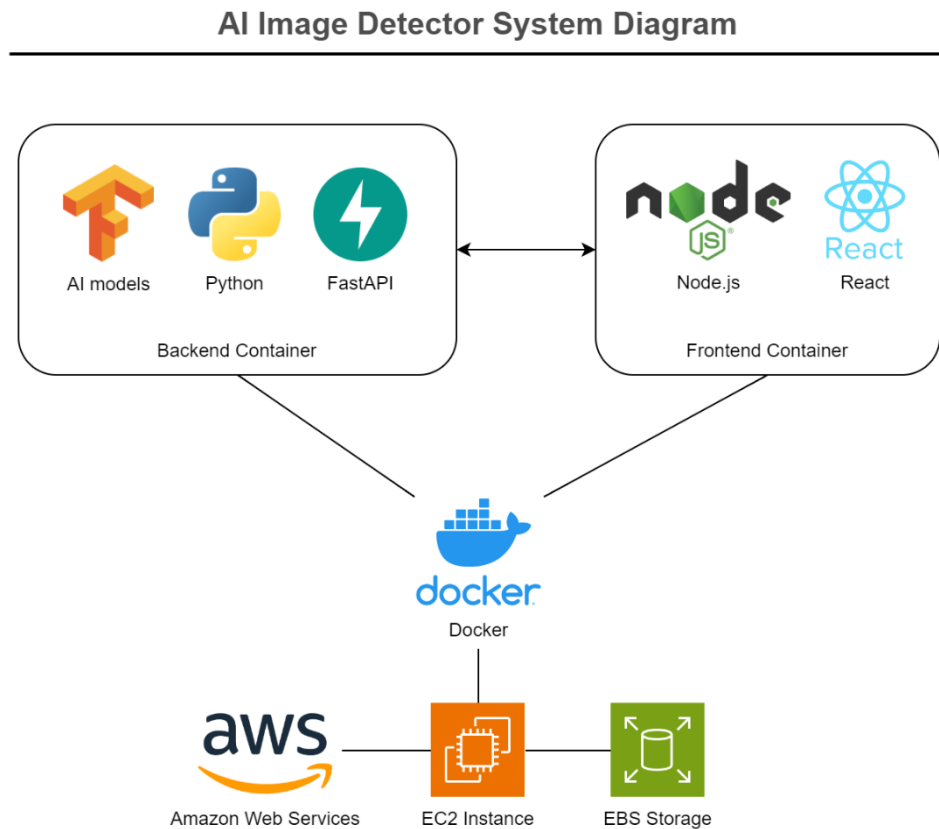 AI Image Detector System Diagram
AI models
Python
FastAPI
Backend Container
node
JS®
Node.js
React
React
Frontend Container
docker
Docker
aws
Amazon Web Services
EC2 Instance
EBS Storage